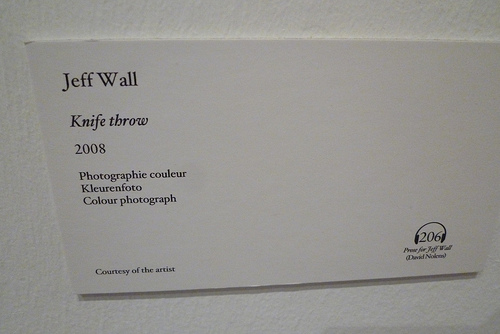 Jeff Wall
Knife throw
2008
Photographie couleur
Kleurenfoto
Colour photograph
206
Prose for Jeff Wall
(David Nolens)
Courtesy of the artist